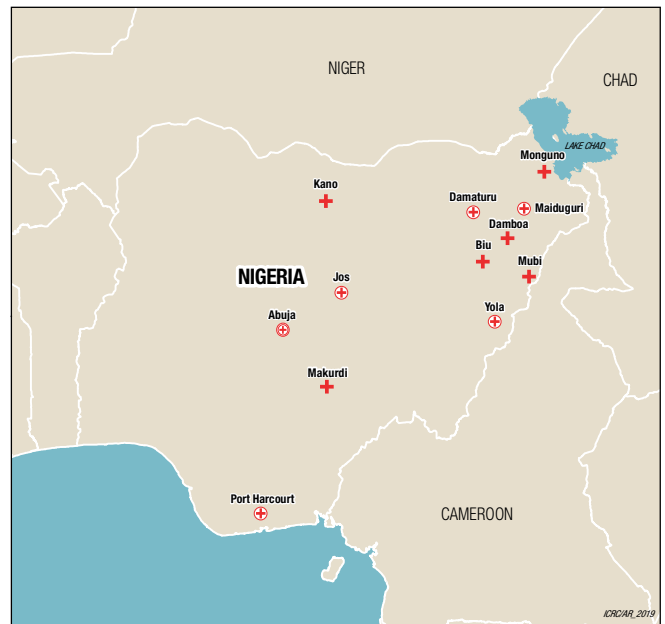 NIGER
CHAD
LAKE CHAD
Monguno
Kano
Damaturu
Maiduguri
Damboa
Biu
Mubi
NIGERIA
Jos
Abuja
Yola
Makurdi
Port Harcourt
CAMEROON
ICRC/AR_2019